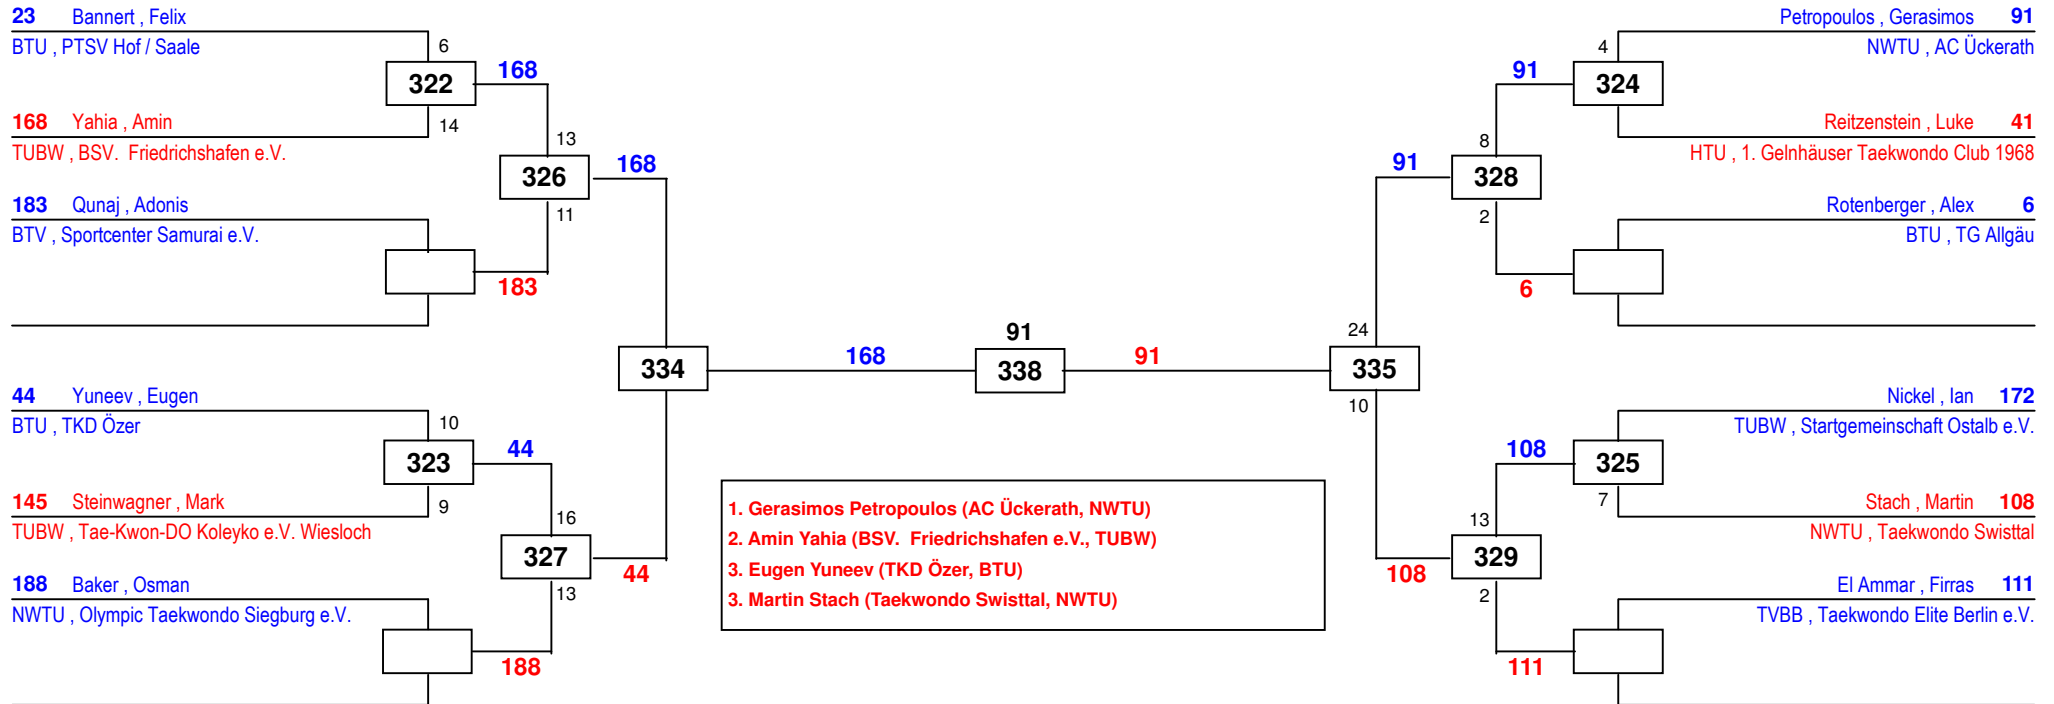 23 Bannert , Felix
BTU , PTSV Hof / Saale
6
322
168
14
168 Yahia , Amin
TUBW , BSV. Friedrichshafen e.V.
13
326
168
11
183 Qunaj , Adonis
BTV , Sportcenter Samurai e.V.
183
334
168
44 Yuneev , Eugen
BTU , TKD Özer
10
323
44
9
145 Steinwagner , Mark
TUBW , Tae-Kwon-DO Koleyko e.V. Wiesloch
16
327
44
13
188 Baker , Osman
NWTU , Olympic Taekwondo Siegburg e.V.
188
91
338
91
1. Gerasimos Petropoulos (AC Ückerath, NWTU)
2. Amin Yahia (BSV. Friedrichshafen e.V., TUBW)
3. Eugen Yuneev (TKD Özer, BTU)
3. Martin Stach (Taekwondo Swisttal, NWTU)
Petropoulos , Gerasimos 91
NWTU , AC Ückerath
4
91
324
Reitzenstein , Luke 41
HTU , 1. Gelnhäuser Taekwondo Club 1968
8
91
328
2
Rotenberger , Alex 6
BTU , TG Allgäu
6
24
335
10
Nickel , Ian 172
TUBW , Startgemeinschaft Ostalb e.V.
108
325
7
Stach , Martin 108
NWTU , Taekwondo Swisttal
13
329
108
2
El Ammar , Firras 111
TVBB , Taekwondo Elite Berlin e.V.
111